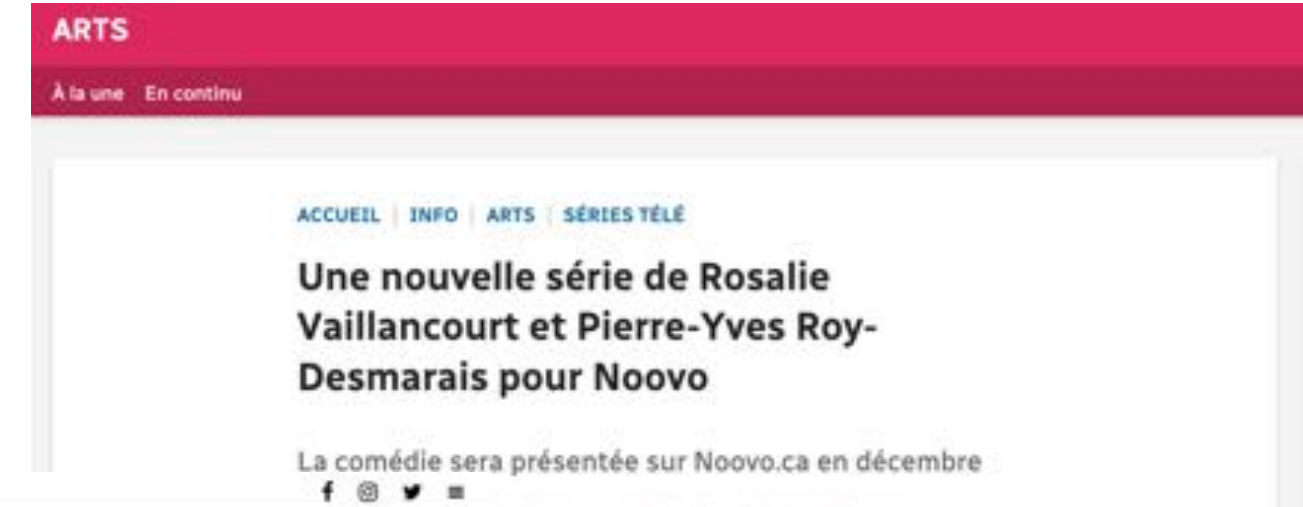 ARTS
À la une En continu
ACCUEIL | INFO | ARTS | SÉRIES TÉLÉ
Une nouvelle série de Rosalie
Vaillancourt et Pierre-Yves Roy-
Desmarais pour Noovo
La comédie sera présentée sur Noovo.ca en décembre